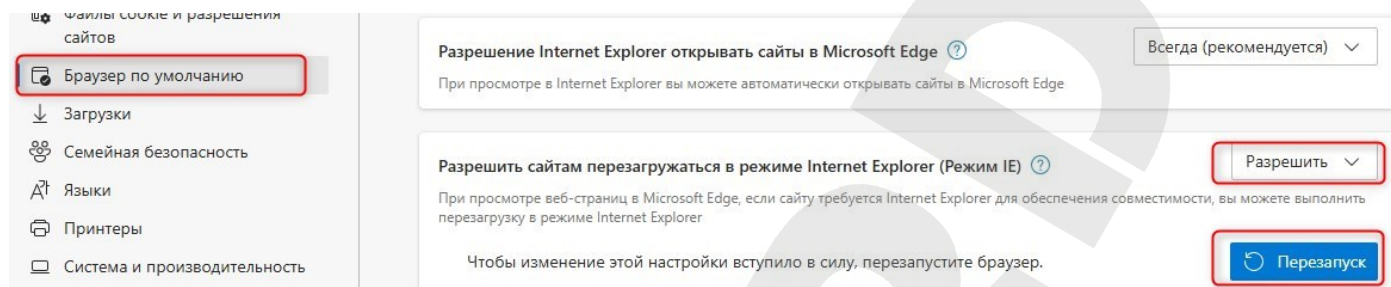 Файлы cookie и разрешения
сайтов
Браузер по умолчанию
Загрузки
Семейная безопасность
Языки
Принтеры
Система и производительность
Разрешение Internet Explorer открывать сайты в Microsoft Edge
Всегда (рекомендуется)
При просмотре в Internet Explorer вы можете автоматически открывать сайты в Microsoft Edge
Разрешить сайтам перезагружаться в режиме Internet Explorer (Режим IE)
Разрешить
При просмотре веб-страниц в Microsoft Edge, если сайту требуется Internet Explorer для обеспечения совместимости, вы можете выполнить
перезагрузку в режиме Internet Explorer
Чтобы изменение этой настройки вступило в силу, перезапустите браузер.
Перезапуск